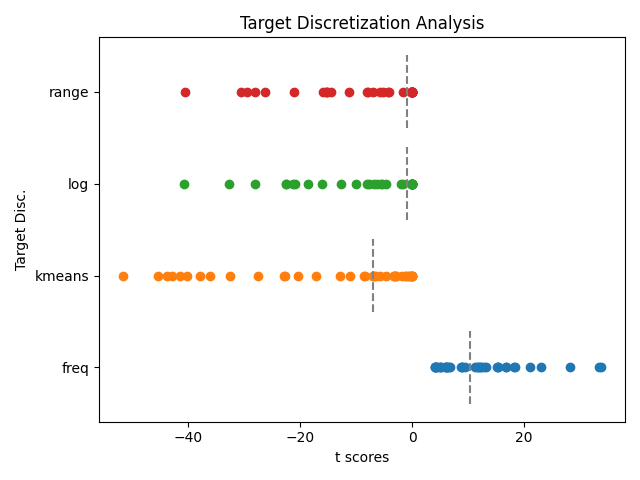 Target Discretization Analysis
range
log
kmeans
freq
Target Disc.
−40
−20
0
20
t scores